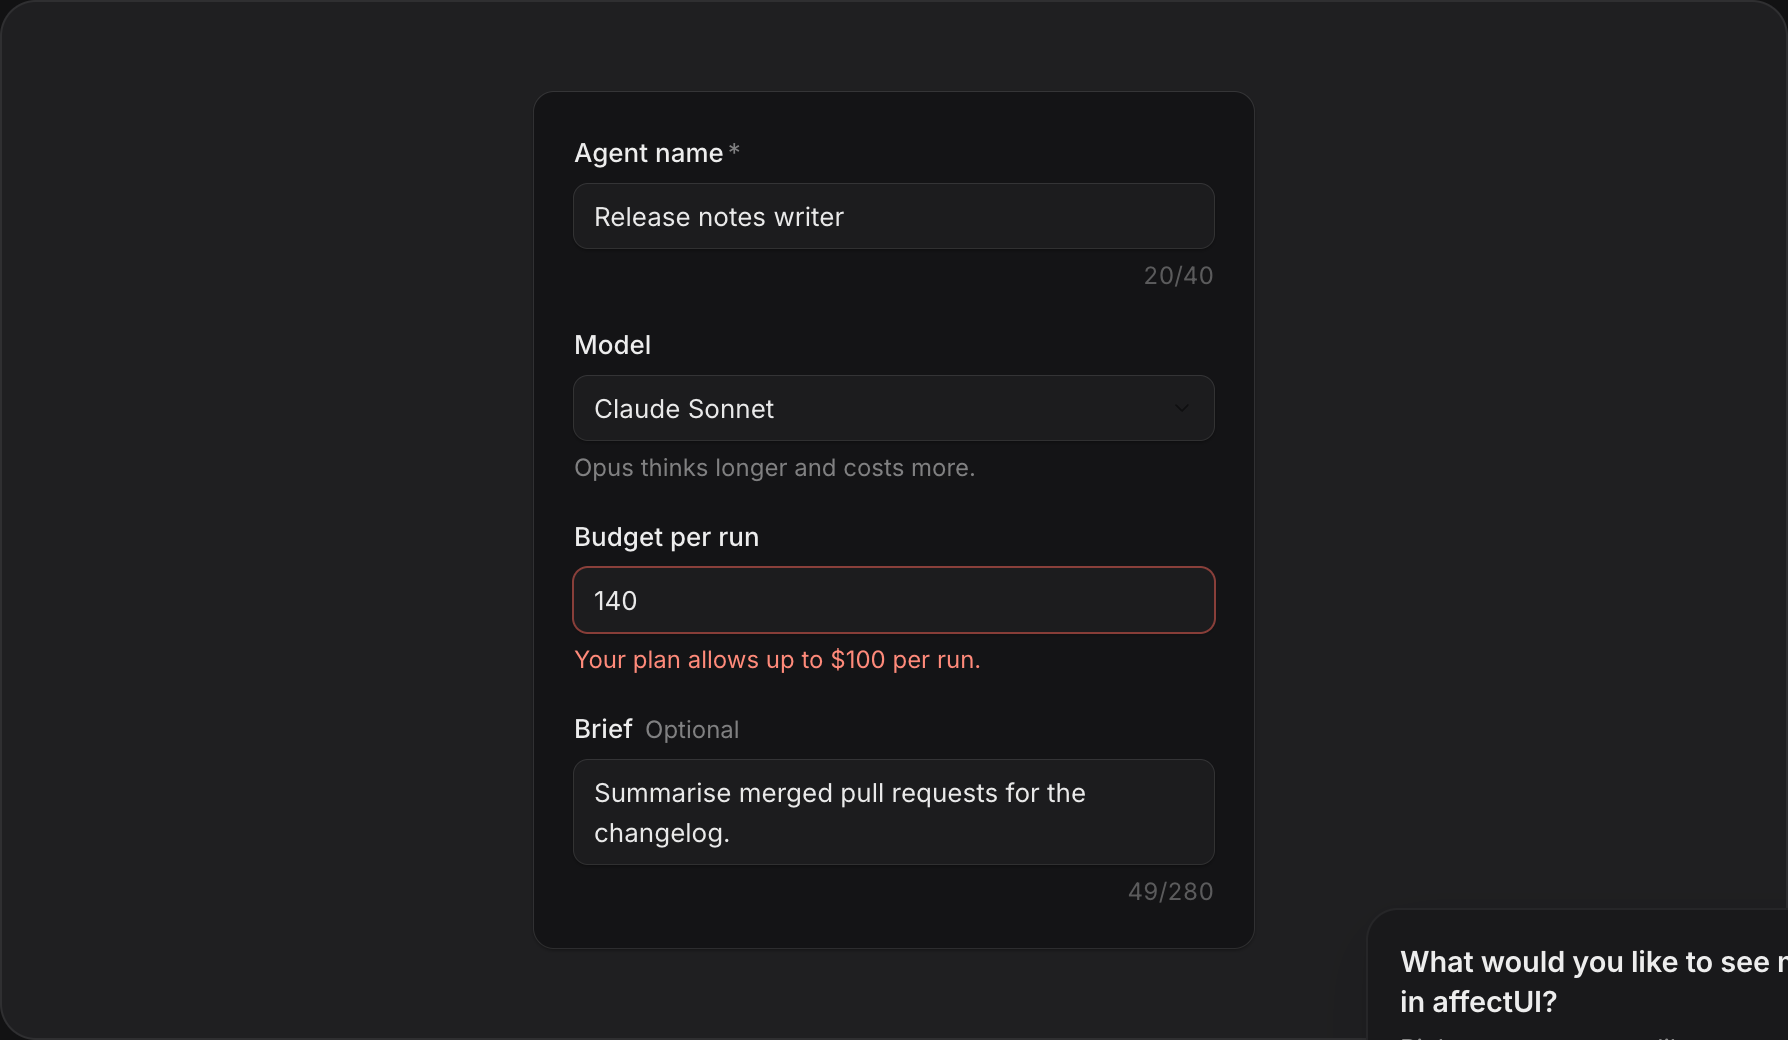 Agent name *
Release notes writer
20/40
Model
Claude Sonnet
Opus thinks longer and costs more.
Budget per run
140
Your plan allows up to $100 per run.
Brief Optional
Summarise merged pull requests for the
changelog.
49/280
What would you like to see
in affectUI?